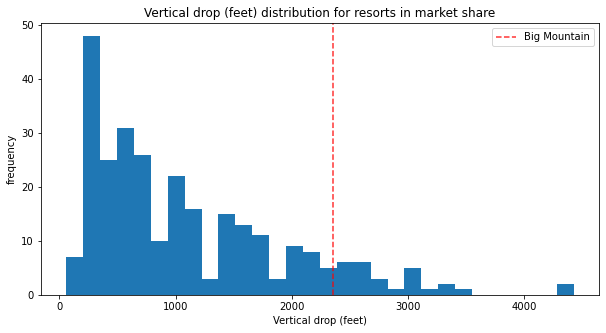 Vertical drop (feet) distribution for resorts in market share
Big Mountain
50
40
30
20
10
0
frequency
0 1000 2000 3000 4000
Vertical drop (feet)